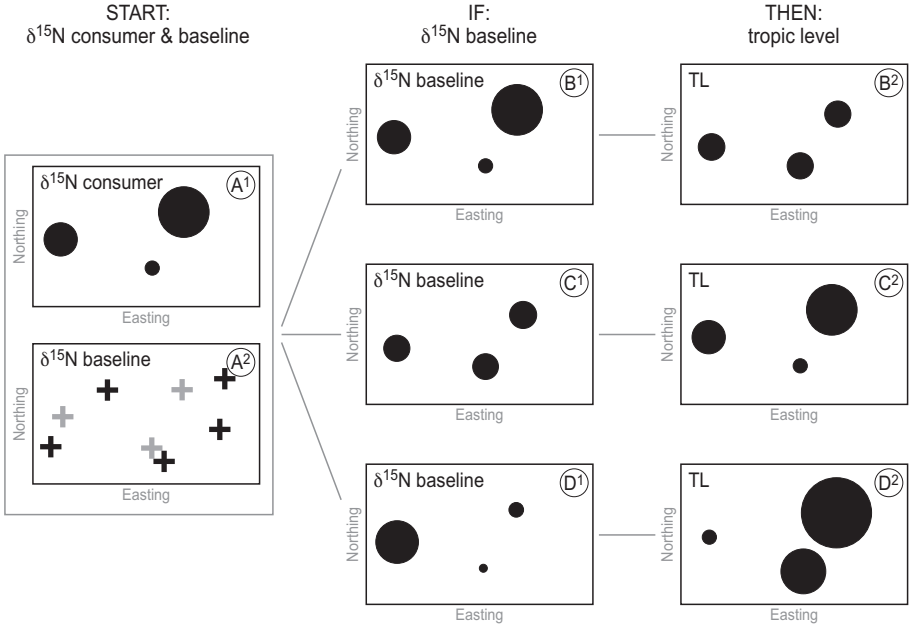 START:
δ¹⁵N consumer & baseline
IF:
δ¹⁵N baseline
THEN:
tropic level
δ¹⁵N consumer
A¹
Northing
Easting
δ¹⁵N baseline
A²
Northing
Easting
δ¹⁵N baseline
B¹
Northing
Easting
TL
B²
Northing
Easting
δ¹⁵N baseline
C¹
Northing
Easting
TL
C²
Northing
Easting
δ¹⁵N baseline
D¹
Northing
Easting
TL
D²
Northing
Easting